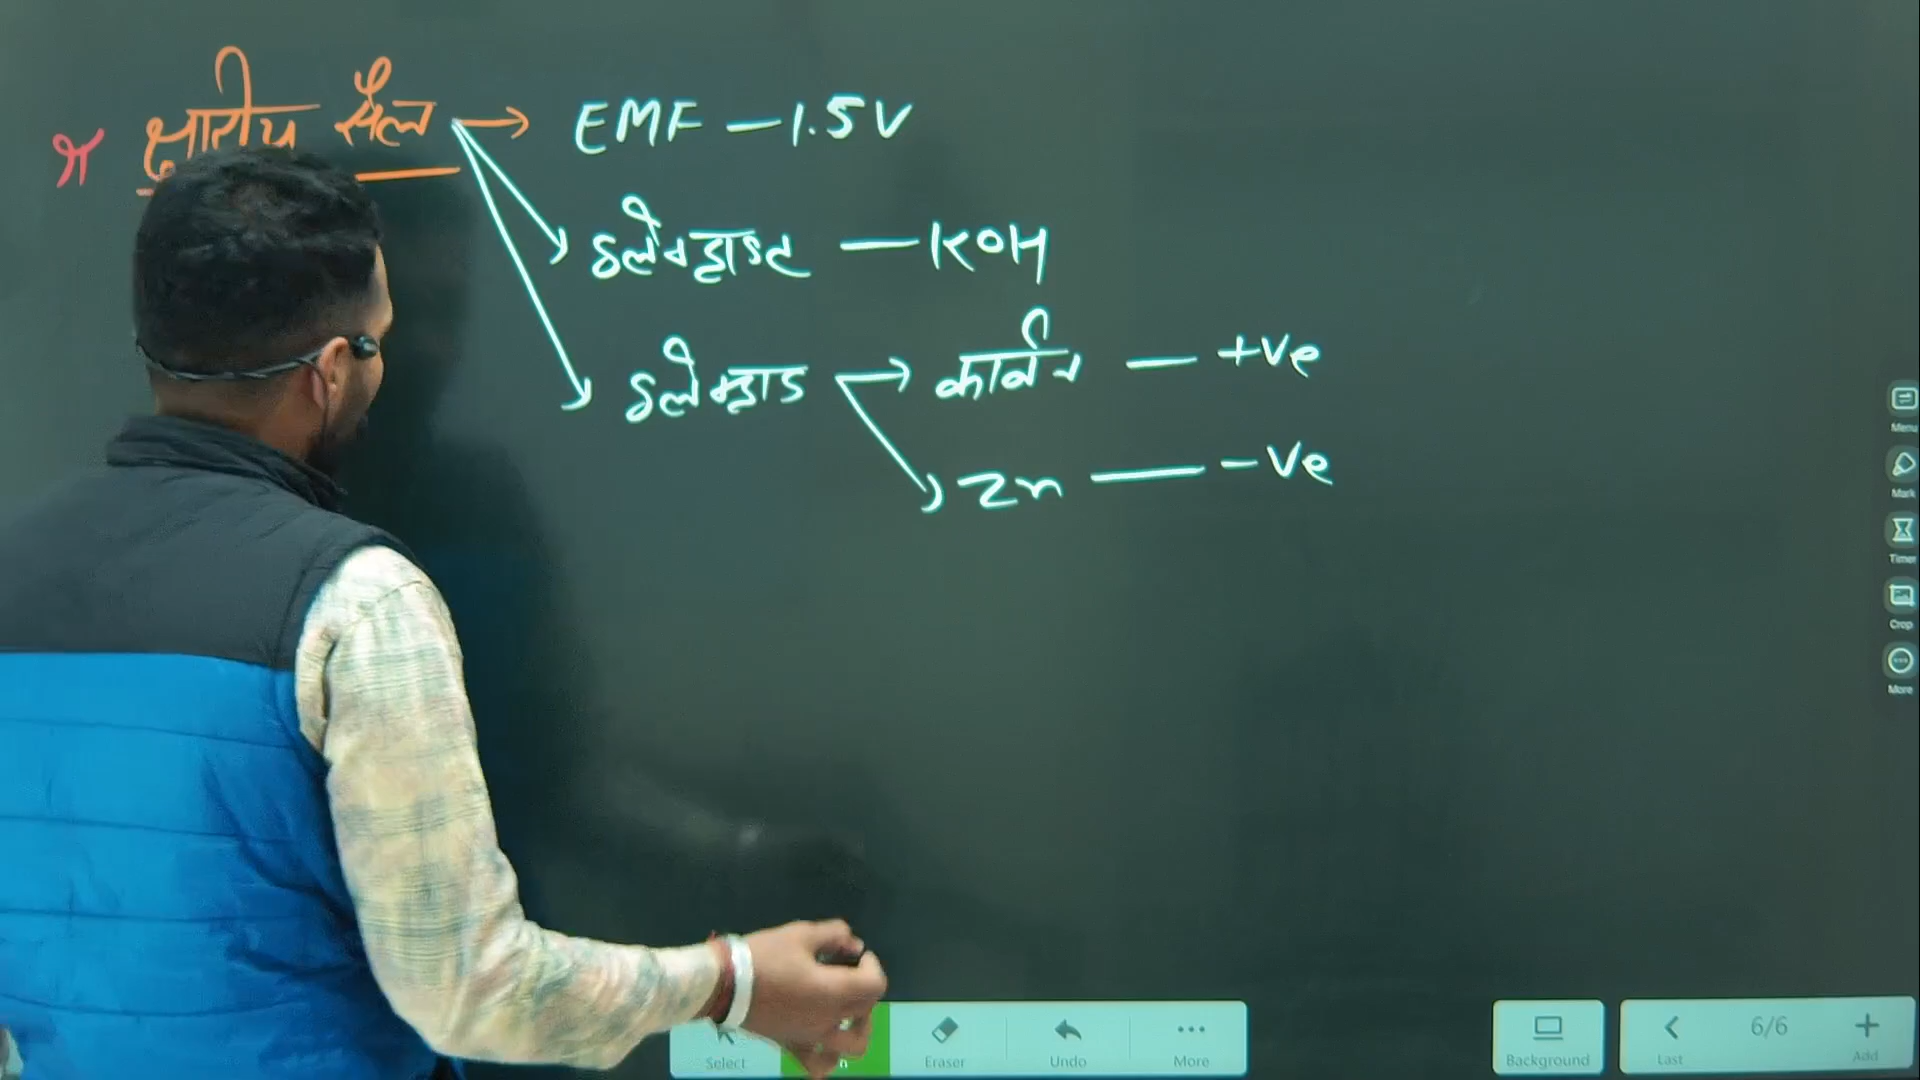 क्षारीय सैल → EMF — 1.5V
इलेक्ट्रोलाइट — KOH
इलेक्ट्रोड → कार्बन — +Ve
Zn — -Ve
Menu
Mark
Timer
Crop
More
Select
Eraser
Undo
More
Background
Last
6/6
Add